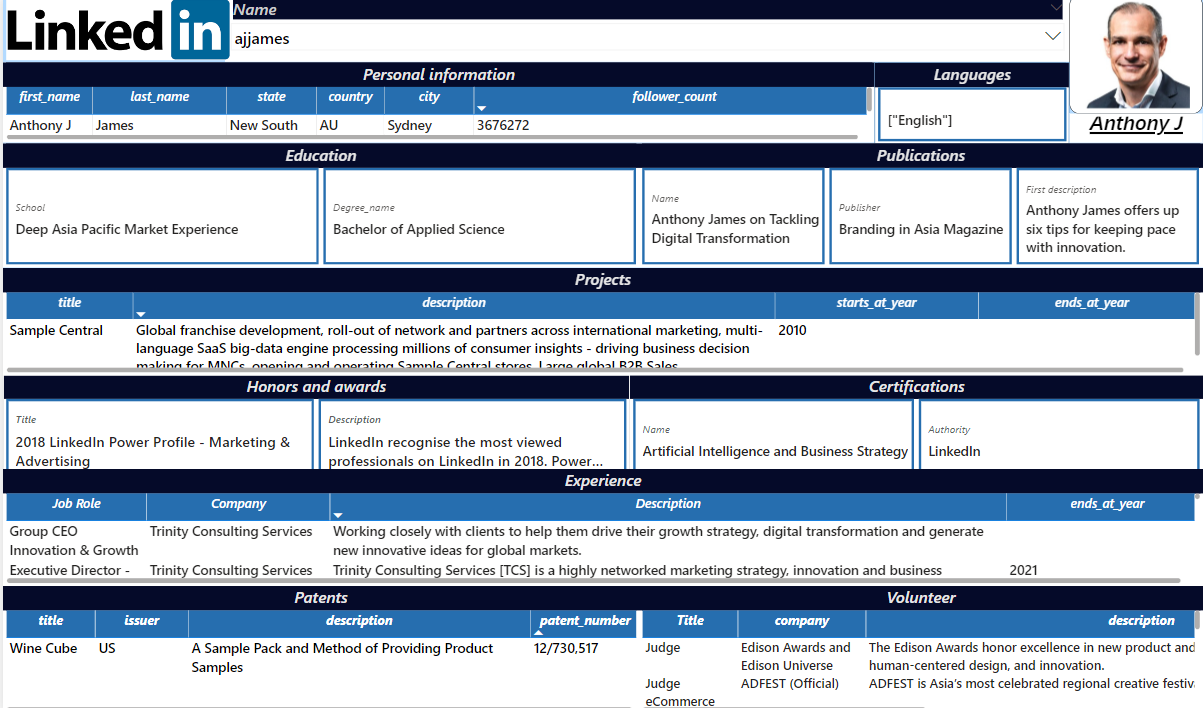 Linked in
Name
ajjames
Personal information
Languages
first_name last_name state country city follower_count
Anthony J James New South AU Sydney 3676272
["English"]
Anthony J
Education
Publications
School
Deep Asia Pacific Market Experience
Degree_name
Bachelor of Applied Science
Name
Anthony James on Tackling
Digital Transformation
Publisher
Branding in Asia Magazine
First description
Anthony James offers up
six tips for keeping pace
with innovation.
Projects
title description starts_at_year ends_at_year
Sample Central
Global franchise development, roll-out of network and partners across international marketing, multi-
language SaaS big-data engine processing millions of consumer insights - driving business decision
making for MNCs, opening and operating Sample Central stores. Large global B2B Sales
2010
Honors and awards
Certifications
Title
2018 LinkedIn Power Profile - Marketing &
Advertising
Description
LinkedIn recognise the most viewed
professionals on LinkedIn in 2018. Power...
Name
Artificial Intelligence and Business Strategy
Authority
LinkedIn
Experience
Job Role Company Description ends_at_year
Group CEO
Innovation & Growth
Trinity Consulting Services
Working closely with clients to help them drive their growth strategy, digital transformation and generate
new innovative ideas for global markets.
Executive Director -
Trinity Consulting Services
Trinity Consulting Services [TCS] is a highly networked marketing strategy, innovation and business
2021
Patents
Volunteer
title issuer description patent_number
Wine Cube
US
A Sample Pack and Method of Providing Product
Samples
12/730,517
Title company description
Judge
Edison Awards and
Edison Universe
The Edison Awards honor excellence in new product and
human-centered design, and innovation.
Judge
eCommerce
ADFEST (Official)
ADFEST is Asia's most celebrated regional creative festiv